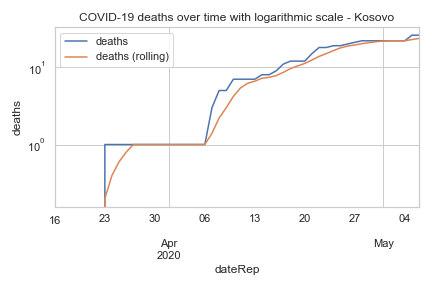 COVID-19 deaths over time with logarithmic scale - Kosovo
deaths
deaths (rolling)
10¹
10⁰
deaths
16 23 30 06 13 20 27 04
Apr May
2020
dateRep